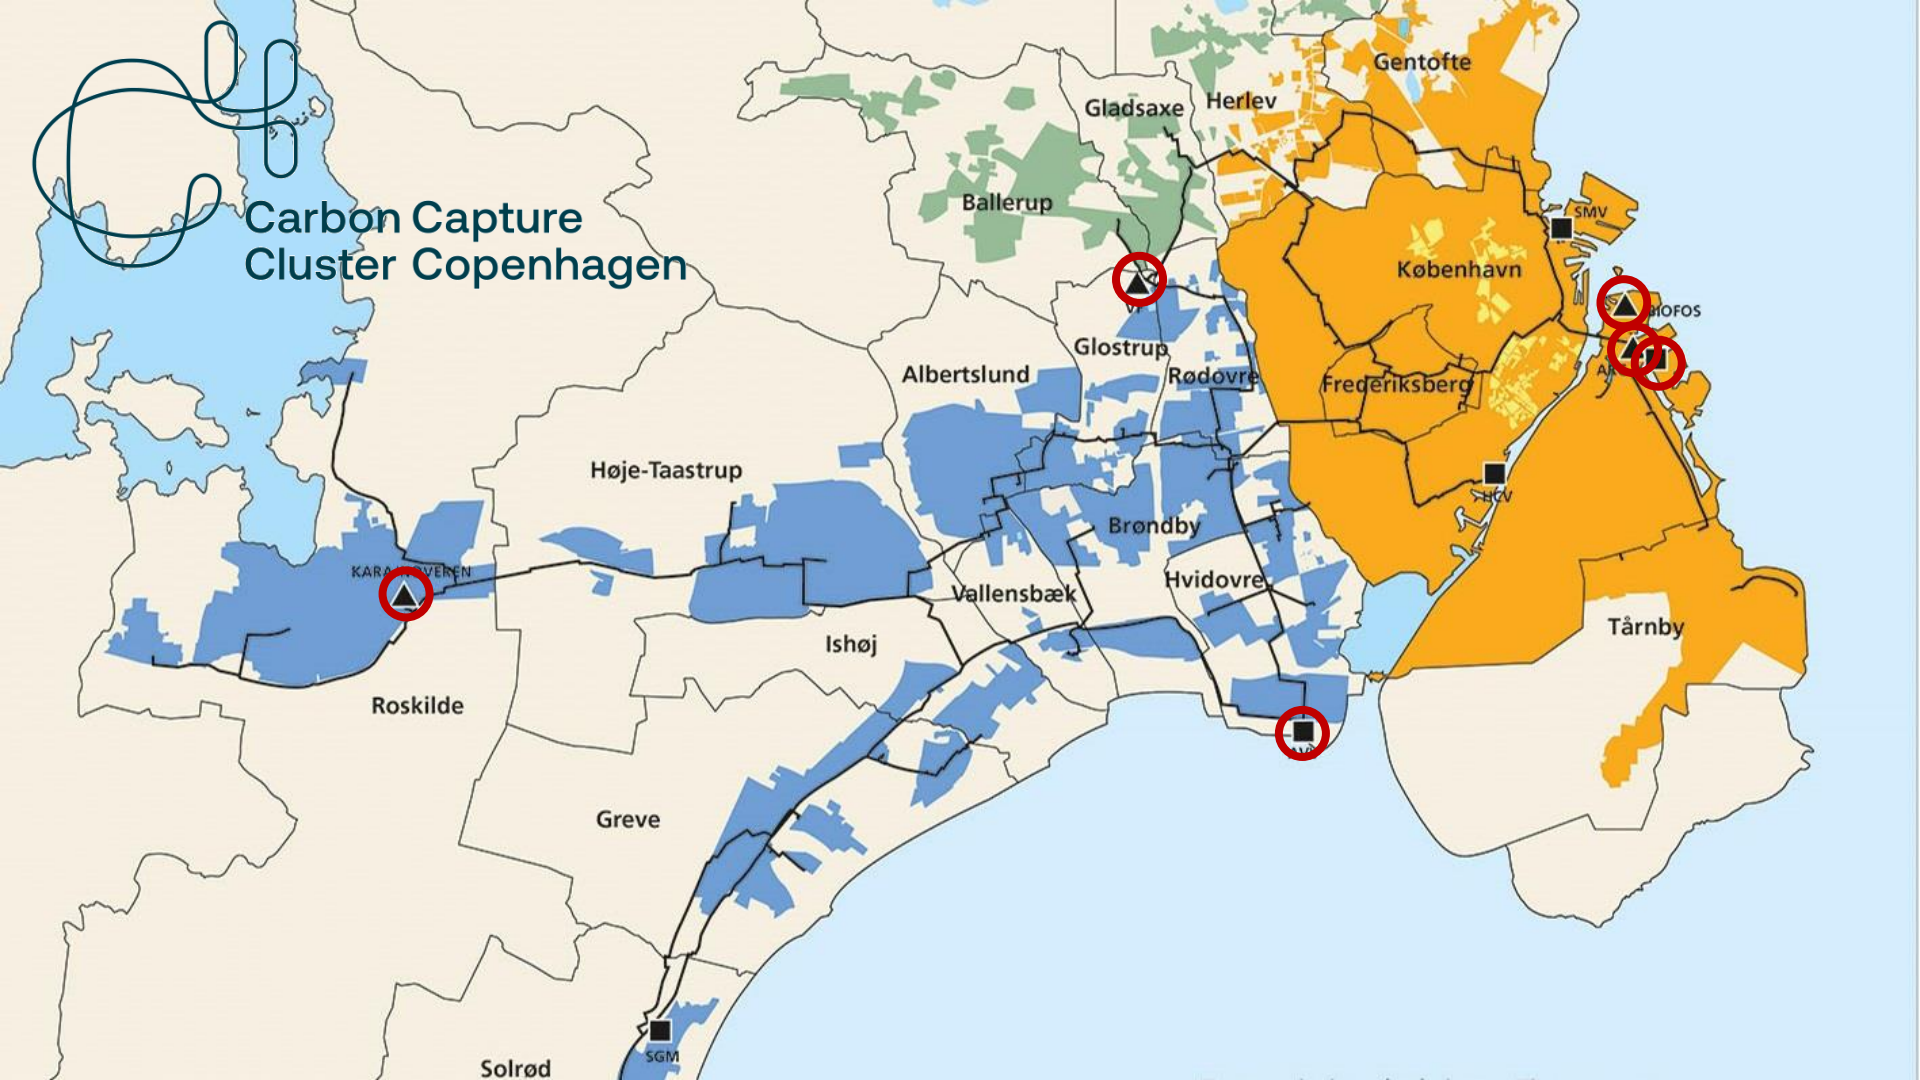 Carbon Capture
Cluster Copenhagen
Gentofte
Gladsaxe
Herlev
Ballerup
SMV
København
BIOFOS
Glostrup
Albertslund
Rødovre
Frederiksberg
Høje-Taastrup
HCV
Brøndby
Hvidovre
Vallensbæk
Tårnby
Ishøj
Roskilde
Greve
SGM
Solrød